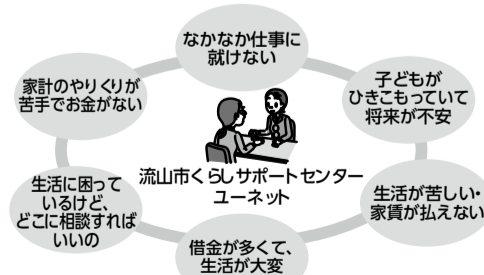 なかなか仕事に
就けない
家計のやりくりが
苦手でお金がない
子どもが
ひきこもっていて
将来が不安
流山市くらしサポートセンター
ユーネット
生活に困って
いるけど、
どこに相談すれば
いいの
生活が苦しい・
家賃が払えない
借金が多くて、
生活が大変